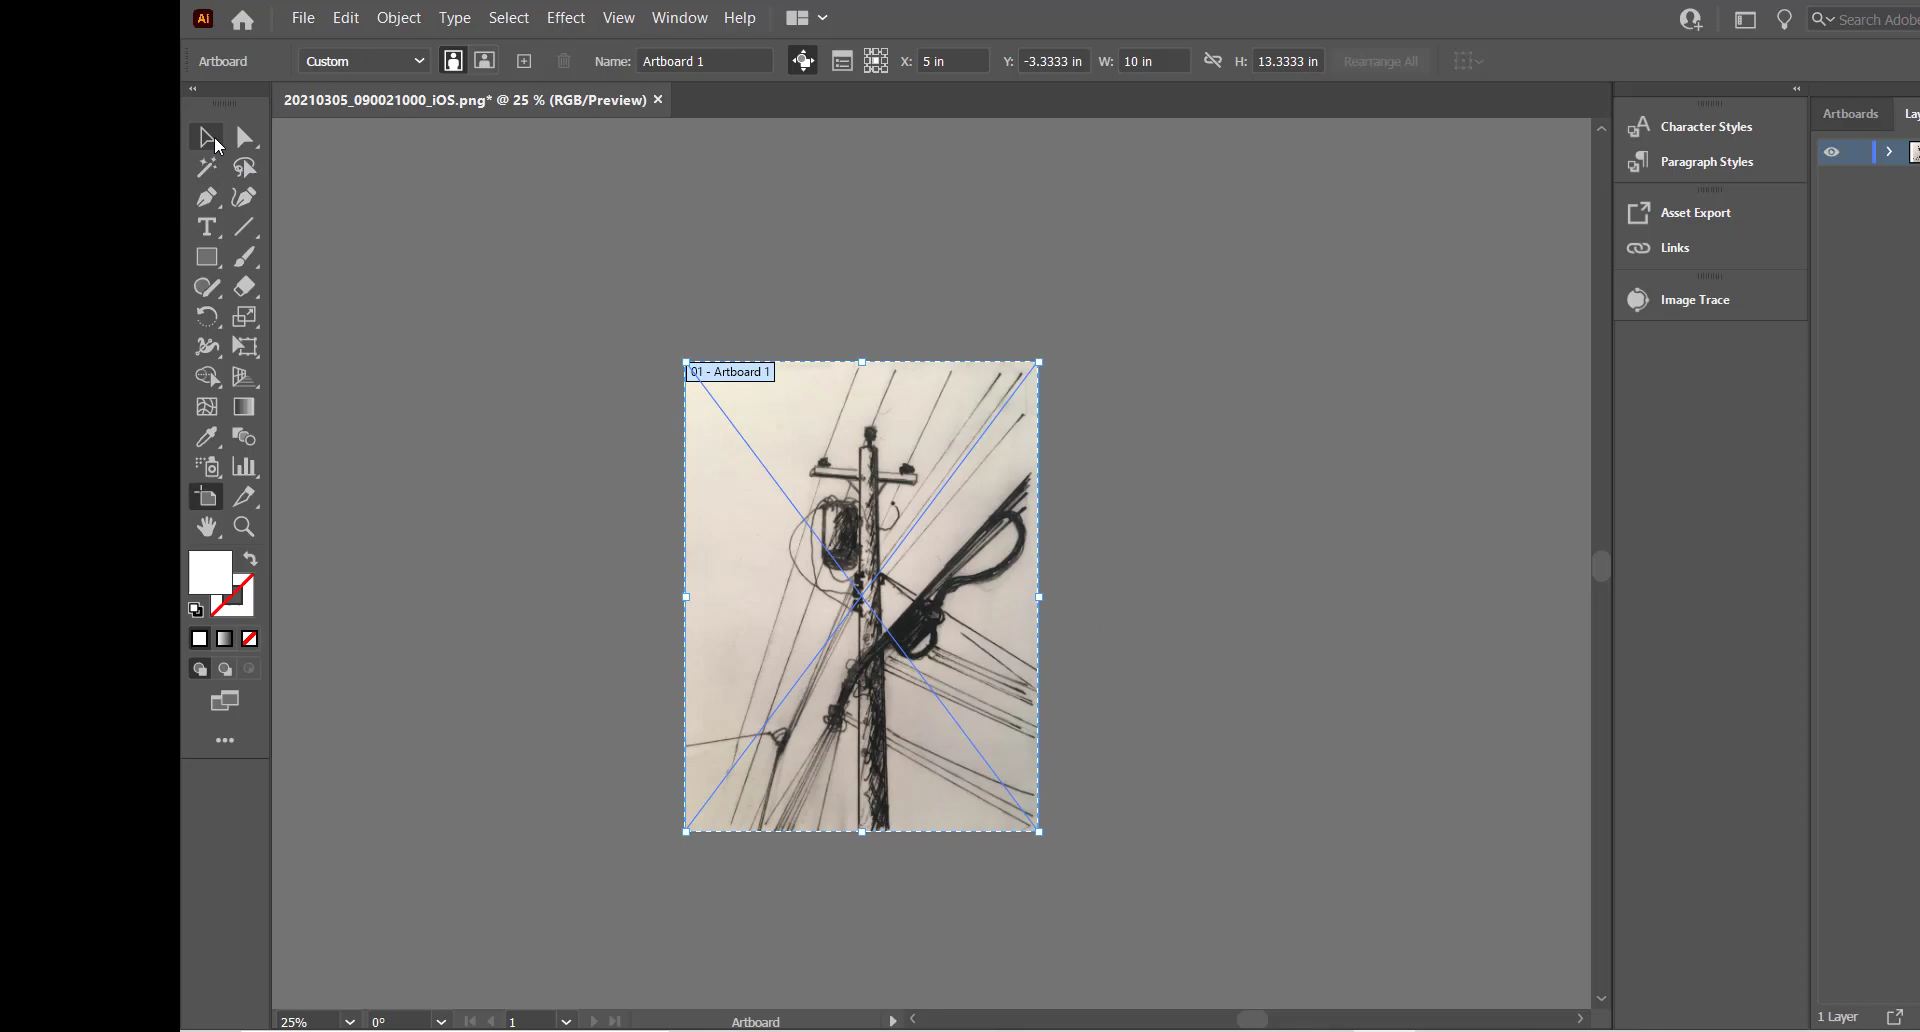 Ai File Edit Object Type Select Effect View Window Help Search Adobe
Artboard Custom Name: Artboard 1 X: 5 in Y: -3.3333 in W: 10 in H: 13.3333 in Rearrange All
20210305_090021000_iOS.png* @ 25 % (RGB/Preview) ×
Artboards Lay
Character Styles
Paragraph Styles
Asset Export
Links
Image Trace
01 - Artboard 1
25% 0° 1 Artboard
1 Layer